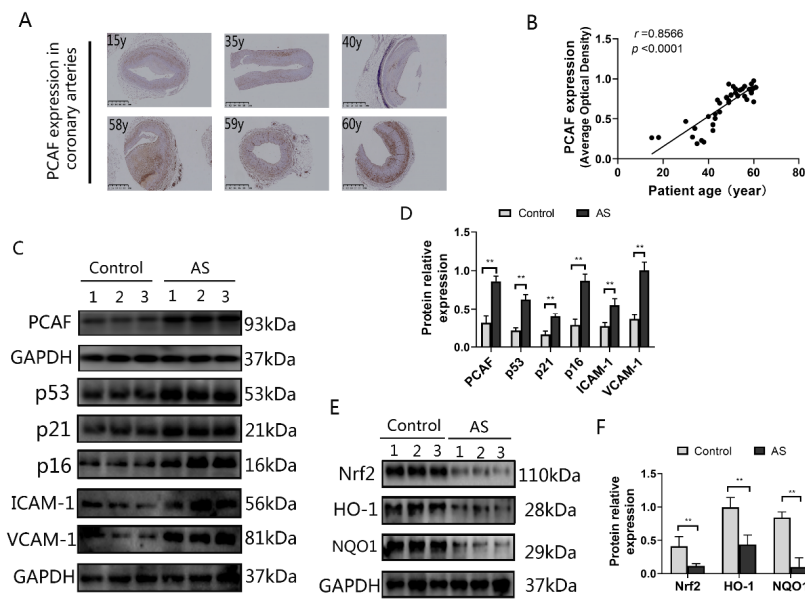 A
PCAF expression in
coronary arteries
15y
35y
40y
58y
59y
60y
B
r =0.8566
p <0.0001
PCAF expression
(Average Optical Density)
1.5
1.0
0.5
0.0
0 20 40 60 80
Patient age (year)
C
Control AS
1 2 3 1 2 3
PCAF 93kDa
GAPDH 37kDa
p53 53kDa
p21 21kDa
p16 16kDa
ICAM-1 56kDa
VCAM-1 81kDa
GAPDH 37kDa
D
Control AS
Protein relative
expression
1.5
1.0
0.5
0.0
** ** ** ** ** **
PCAF p53 p21 p16 ICAM-1 VCAM-1
E
Control AS
1 2 3 1 2 3
Nrf2 110kDa
HO-1 28kDa
NQO1 29kDa
GAPDH 37kDa
F
Control AS
Protein relative
expression
1.5
1.0
0.5
0.0
** ** **
Nrf2 HO-1 NQO1